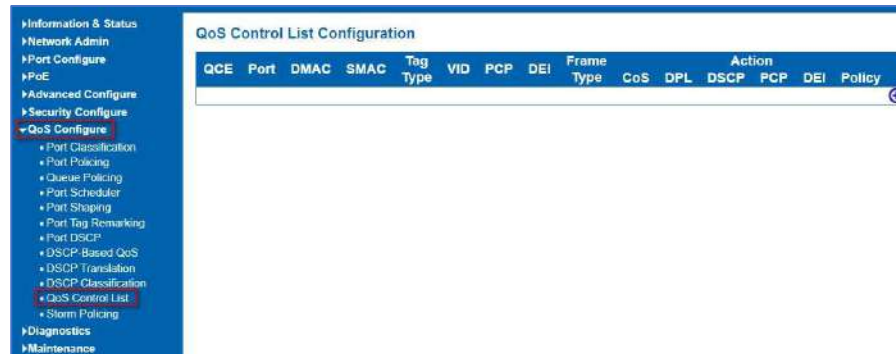 Information & Status
Network Admin
Port Configure
PoE
Advanced Configure
Security Configure
QoS Configure
Port Classification
Port Policing
Queue Policing
Port Scheduler
Port Shaping
Port Tag Remarking
Port DSCP
DSCP-Based QoS
DSCP Translation
DSCP Classification
QoS Control List
Storm Policing
Diagnostics
Maintenance
QoS Control List Configuration
QCE Port DMAC SMAC Tag Type VID PCP DEI Frame Type Action
CoS DPL DSCP PCP DEI Policy